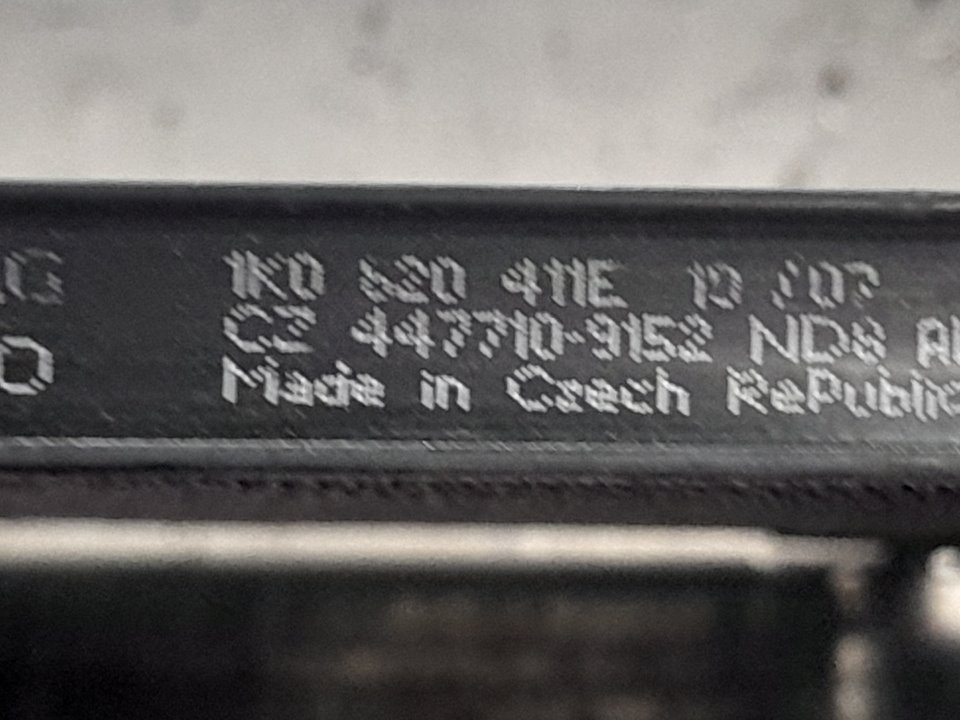 1K0 820 411E 10 /07
CZ 447710-9152 ND8
Made in Czech RePublic